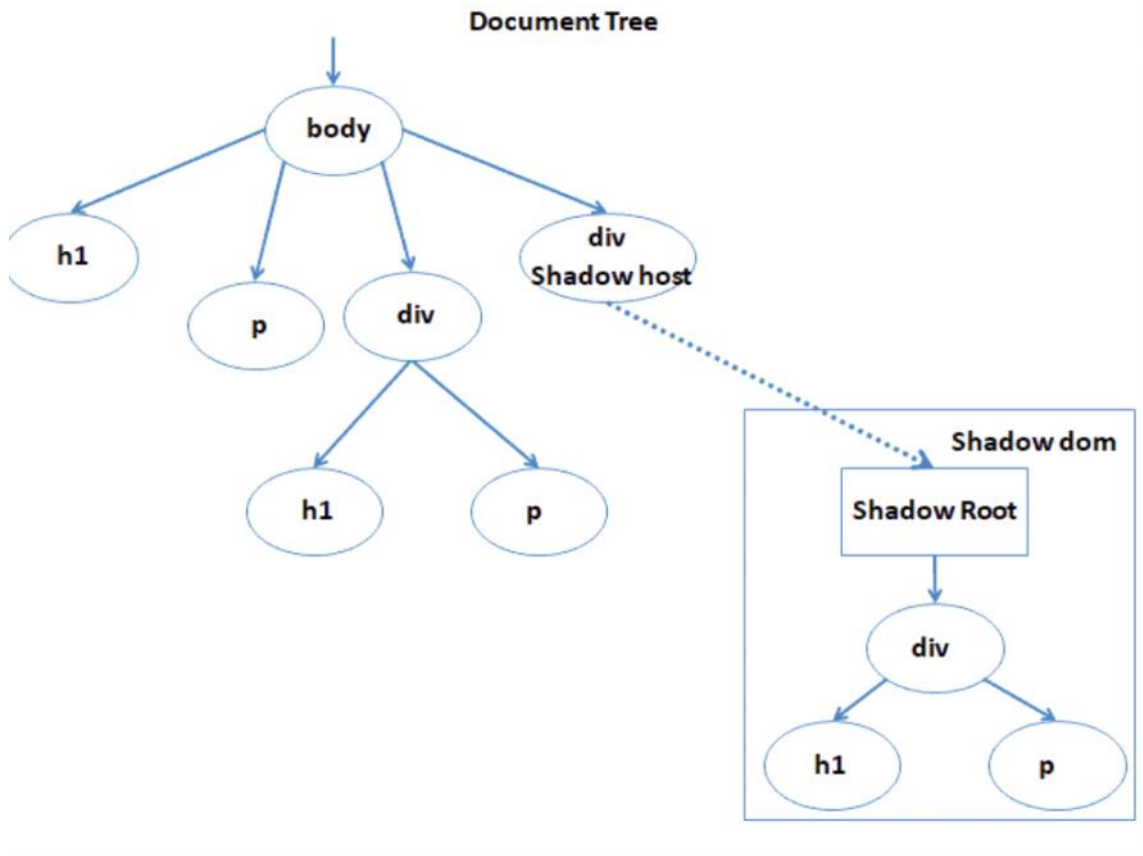 Document Tree
body
h1
p
div
div
Shadow host
h1
p
Shadow dom
Shadow Root
div
h1
p